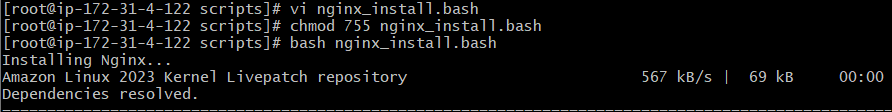 [root@ip-172-31-4-122 scripts]# vi nginx_install.bash
[root@ip-172-31-4-122 scripts]# chmod 755 nginx_install.bash
[root@ip-172-31-4-122 scripts]# bash nginx_install.bash
Installing Nginx...
Amazon Linux 2023 Kernel Livepatch repository 567 kB/s | 69 kB 00:00
Dependencies resolved.